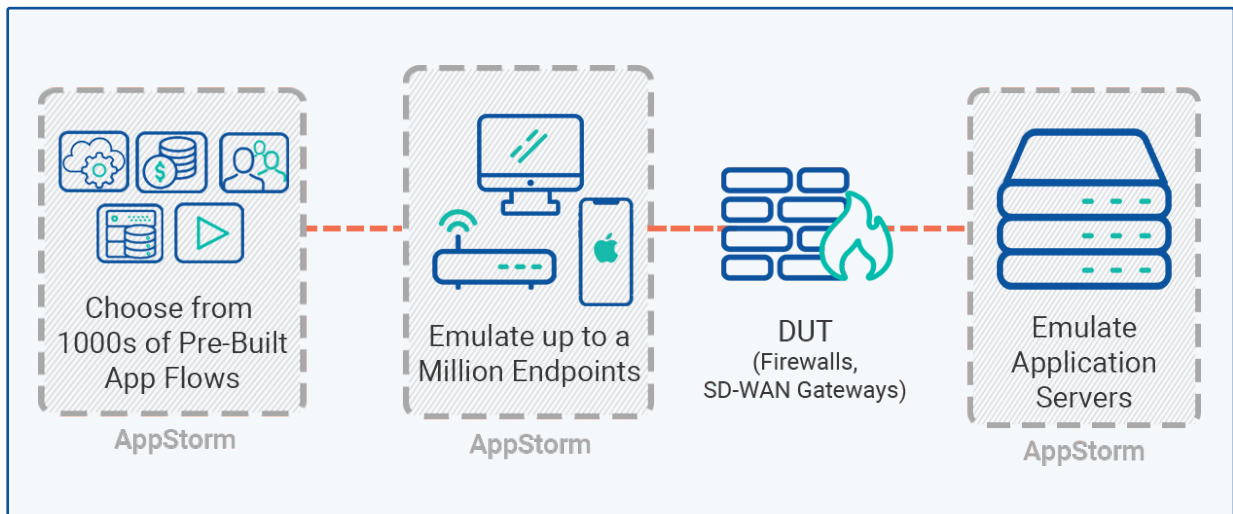 Choose from
1000s of Pre-Built
App Flows
AppStorm
Emulate up to a
Million Endpoints
AppStorm
DUT
(Firewalls,
SD-WAN Gateways)
Emulate
Application
Servers
AppStorm